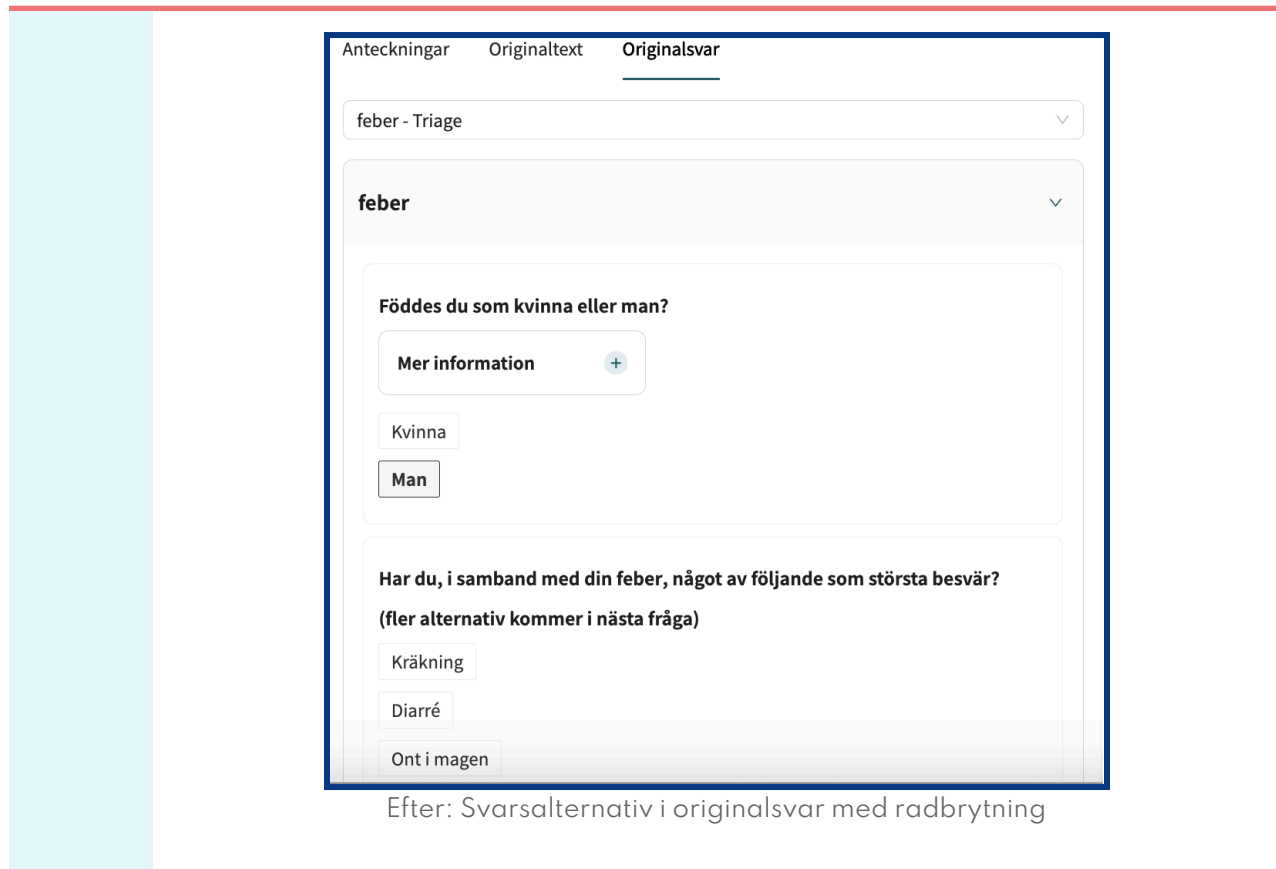 Anteckningar Originaltext Originalsvar
feber - Triage
feber
Föddes du som kvinna eller man?
Mer information +
Kvinna
Man
Har du, i samband med din feber, något av följande som största besvär?
(fler alternativ kommer i nästa fråga)
Kräkning
Diarré
Ont i magen
Efter: Svarsalternativ i originalsvar med radbrytning